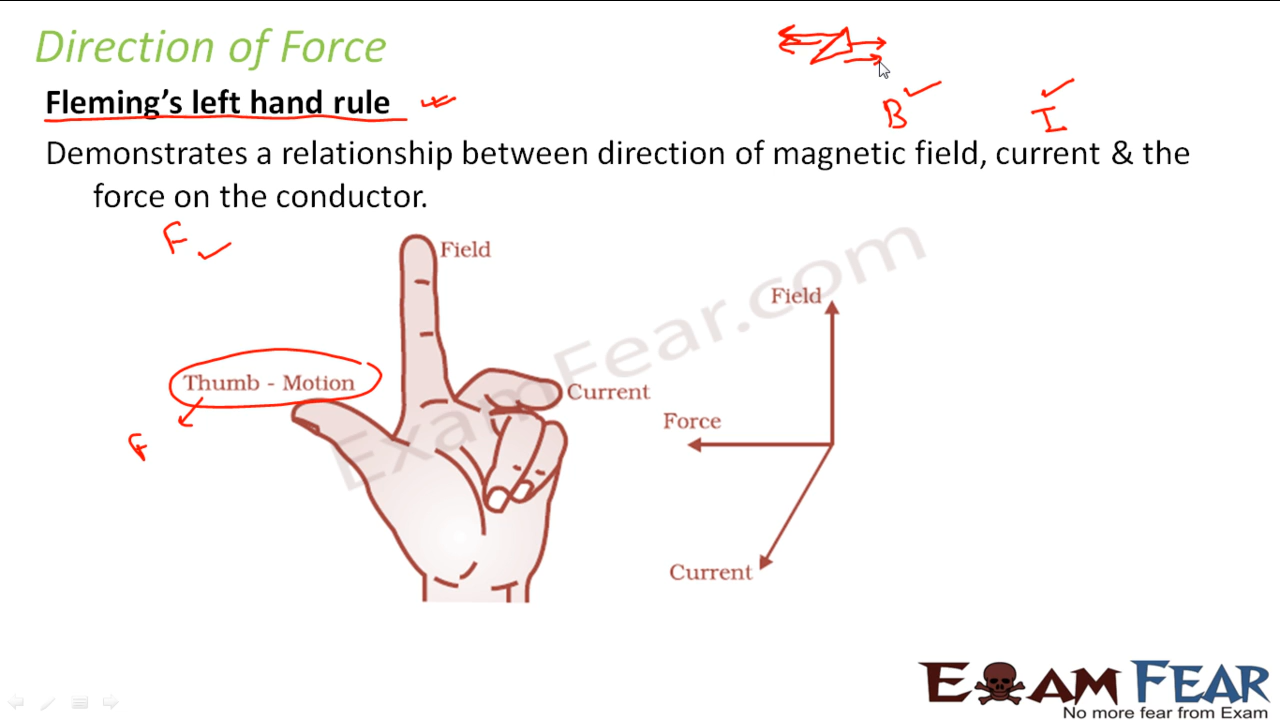 Direction of Force
Fleming's left hand rule
B I
Demonstrates a relationship between direction of magnetic field, current & the
force on the conductor.
F
Field
Field
Thumb - Motion
Current
Force
F
Current
ExamFear.com
EXAM FEAR
No more fear from Exam